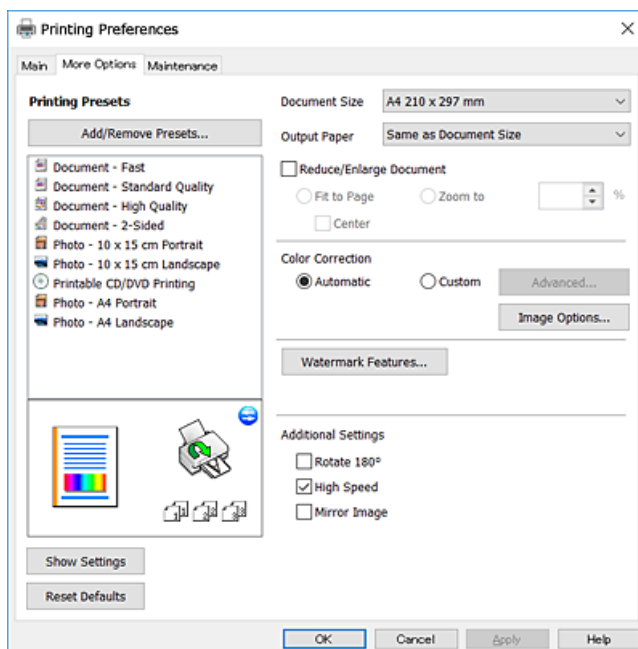 Printing Preferences
Main
More Options
Maintenance
Printing Presets
Add/Remove Presets...
Document - Fast
Document - Standard Quality
Document - High Quality
Document - 2-Sided
Photo - 10 x 15 cm Portrait
Photo - 10 x 15 cm Landscape
Printable CD/DVD Printing
Photo - A4 Portrait
Photo - A4 Landscape
Show Settings
Reset Defaults
Document Size
A4 210 x 297 mm
Output Paper
Same as Document Size
Reduce/Enlarge Document
Fit to Page
Zoom to
%
Center
Color Correction
Automatic
Custom
Advanced...
Image Options...
Watermark Features...
Additional Settings
Rotate 180°
High Speed
Mirror Image
OK
Cancel
Apply
Help